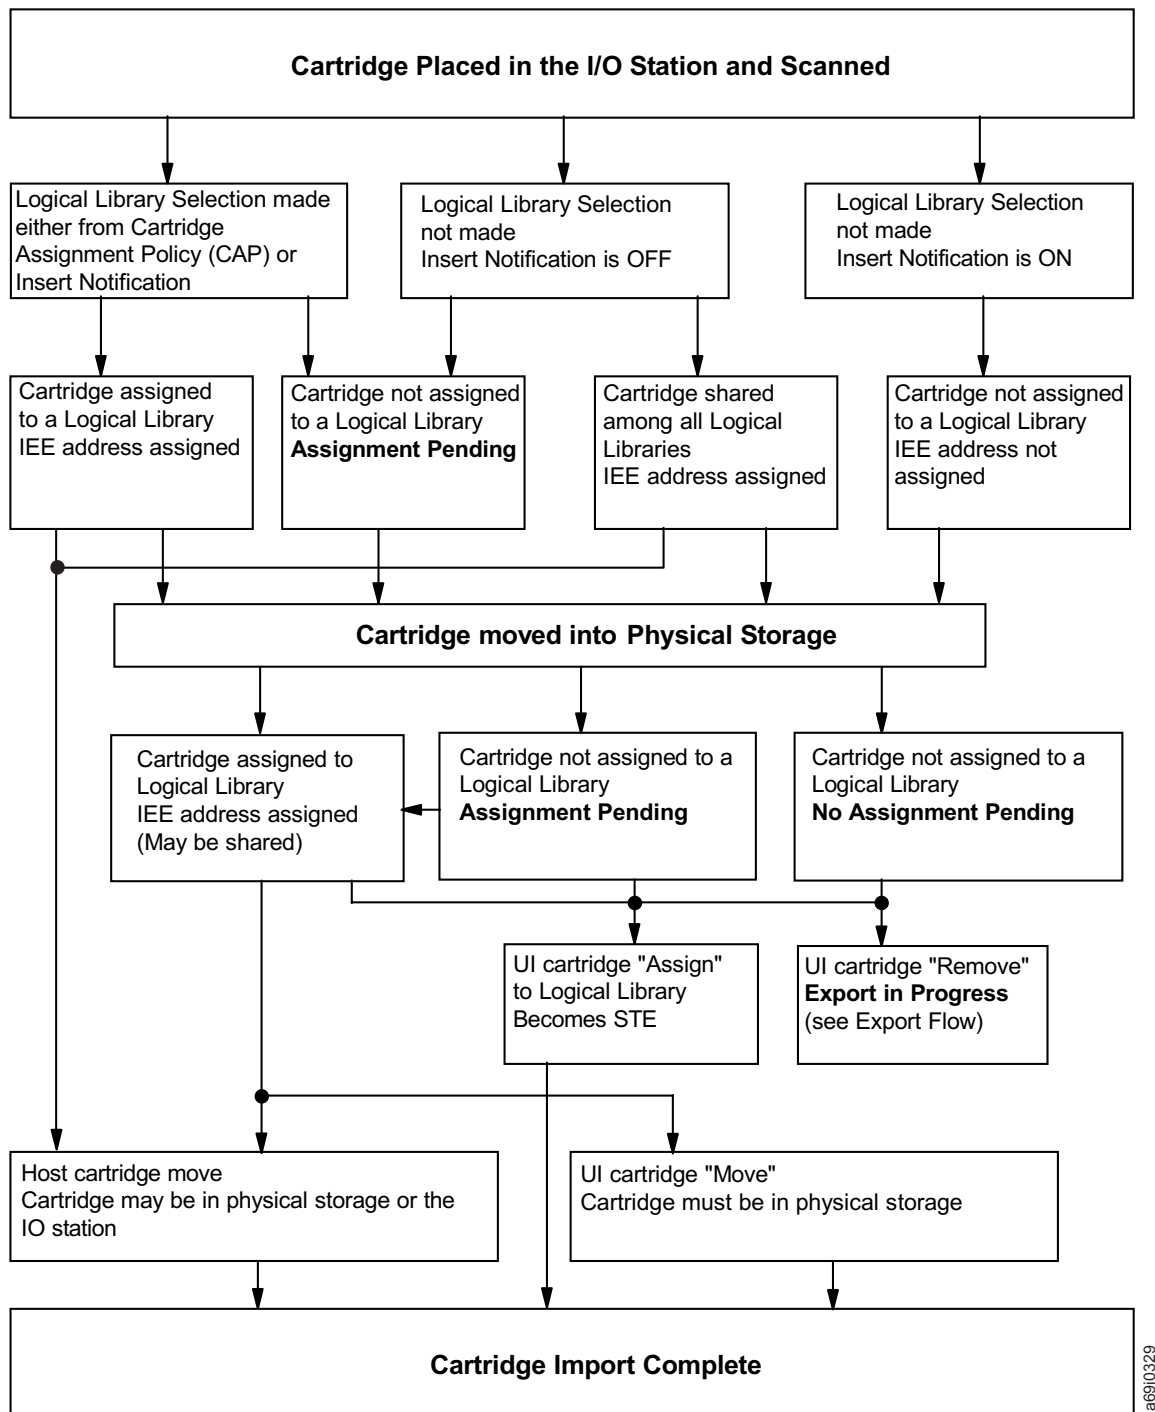 Cartridge Placed in the I/O Station and Scanned
Logical Library Selection made
either from Cartridge
Assignment Policy (CAP) or
Insert Notification
Logical Library Selection
not made
Insert Notification is OFF
Logical Library Selection
not made
Insert Notification is ON
Cartridge assigned
to a Logical Library
IEE address assigned
Cartridge not assigned
to a Logical Library
Assignment Pending
Cartridge shared
among all Logical
Libraries
IEE address assigned
Cartridge not assigned
to a Logical Library
IEE address not
assigned
Cartridge moved into Physical Storage
Cartridge assigned to
Logical Library
IEE address assigned
(May be shared)
Cartridge not assigned to a
Logical Library
Assignment Pending
Cartridge not assigned to a
Logical Library
No Assignment Pending
UI cartridge "Assign"
to Logical Library
Becomes STE
UI cartridge "Remove"
Export in Progress
(see Export Flow)
Host cartridge move
Cartridge may be in physical storage or the
IO station
UI cartridge "Move"
Cartridge must be in physical storage
Cartridge Import Complete
a69i0329